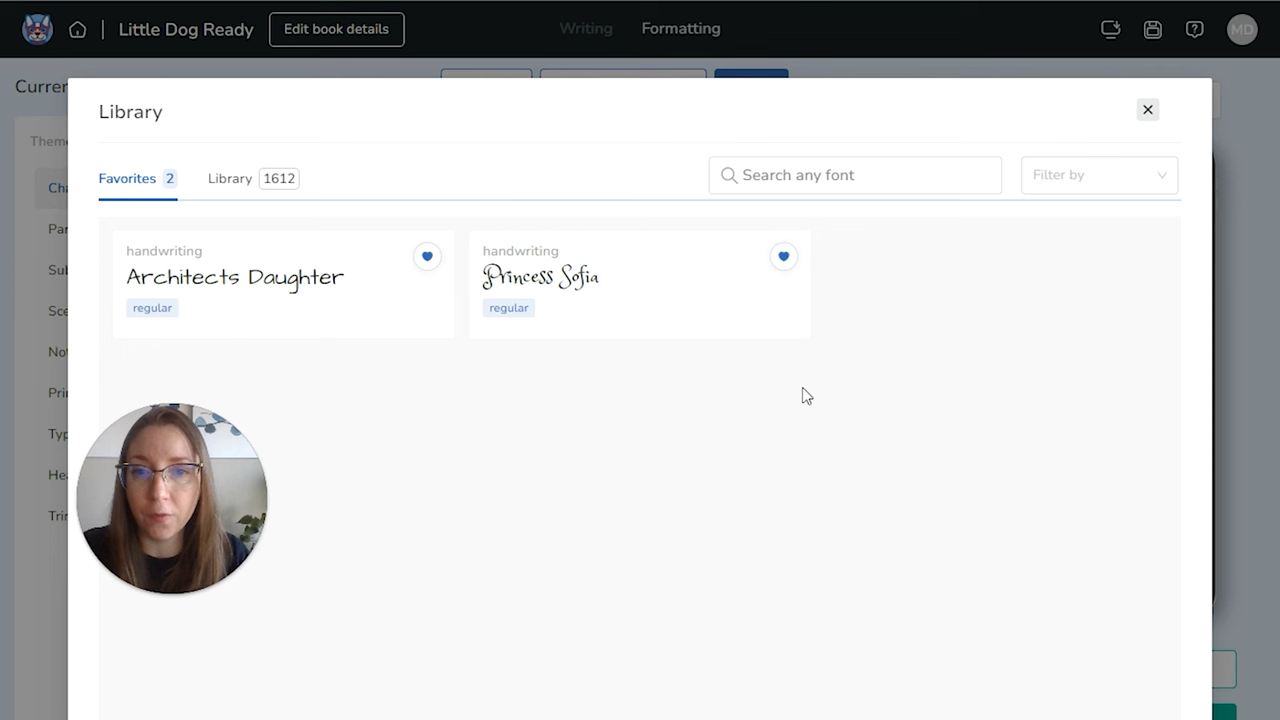 Little Dog Ready
Edit book details
Writing
Formatting
MD
Library
Favorites 2
Library 1612
Search any font
Filter by
handwriting
Architects Daughter
regular
handwriting
Princess Sofia
regular